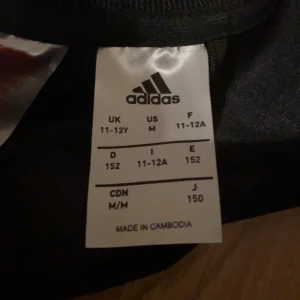 adidas
UK US F
11-12Y M 11-12A
D I E
152 11-12A 152
CDN J
M/M 150
MADE IN CAMBODIA